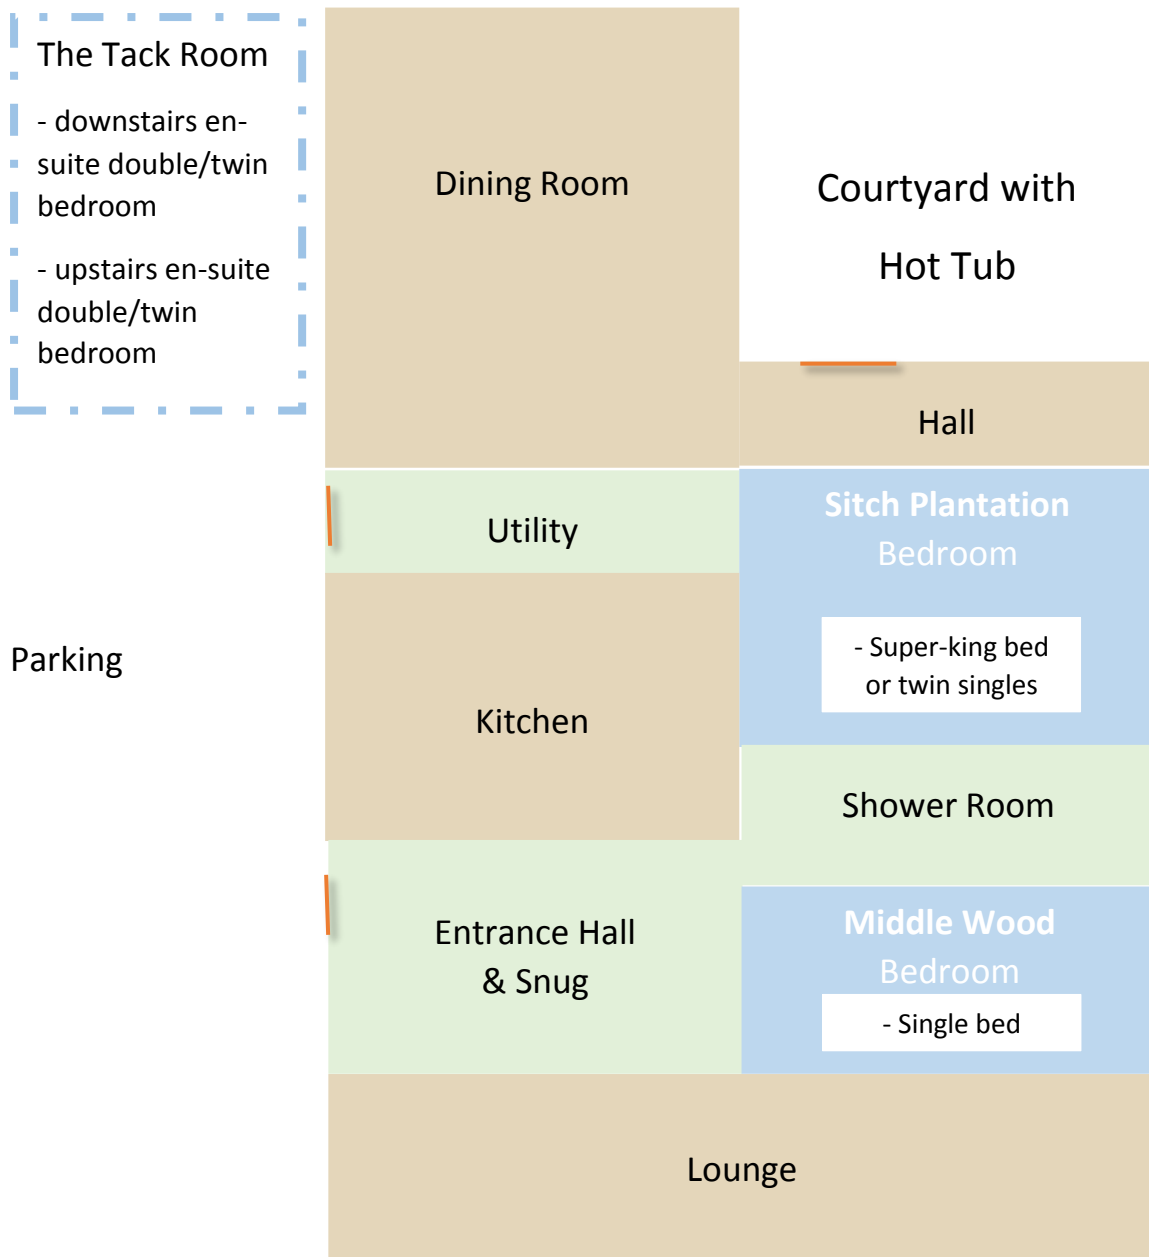 The Tack Room
- downstairs en-
suite double/twin
bedroom
- upstairs en-suite
double/twin
bedroom
Dining Room
Courtyard with
Hot Tub
Hall
Utility
Sitch Plantation
Bedroom
- Super-king bed
or twin singles
Parking
Kitchen
Shower Room
Entrance Hall
& Snug
Middle Wood
Bedroom
- Single bed
Lounge